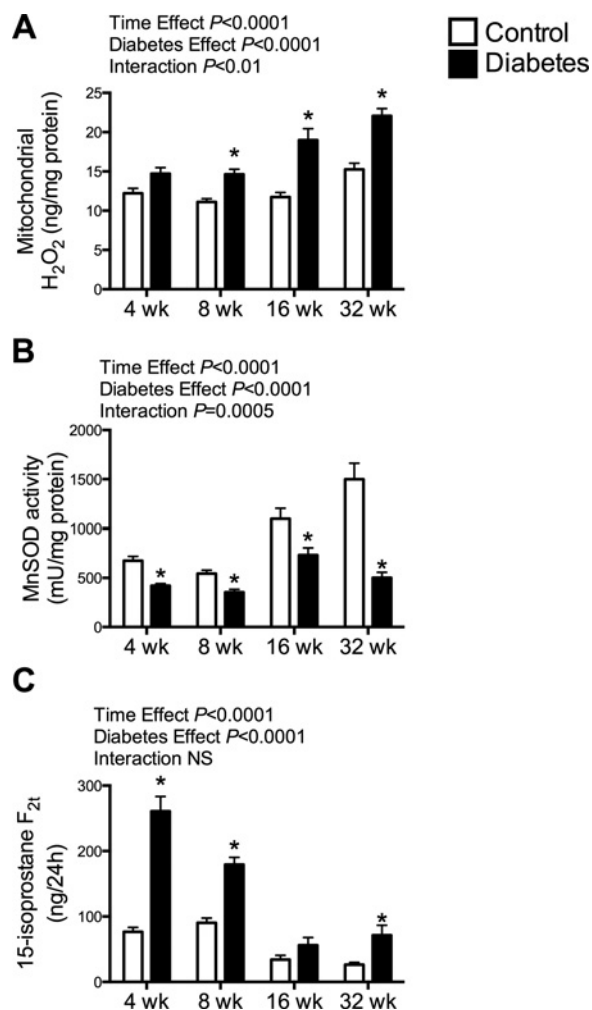 A
Time Effect P<0.0001
Diabetes Effect P<0.0001
Interaction P<0.01
Control
Diabetes
Mitochondrial
H₂O₂ (ng/mg protein)
25
20
15
10
5
0
*
*
*
4 wk 8 wk 16 wk 32 wk
B
Time Effect P<0.0001
Diabetes Effect P<0.0001
Interaction P=0.0005
MnSOD activity
(mU/mg protein)
2000
1500
1000
500
0
*
*
*
*
4 wk 8 wk 16 wk 32 wk
C
Time Effect P<0.0001
Diabetes Effect P<0.0001
Interaction NS
15-isoprostane F₂ₜ
(ng/24h)
300
200
100
0
*
*
*
4 wk 8 wk 16 wk 32 wk